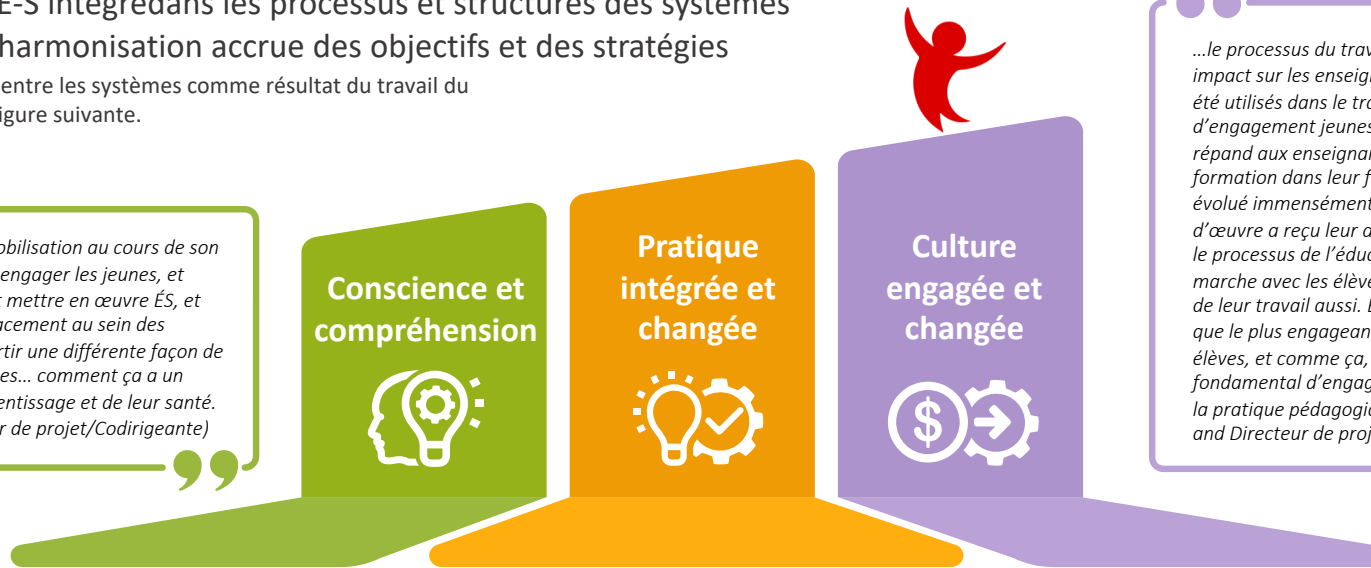 E-S intégrédans les processus et structures des systèmes
harmonisation accrue des objectifs et des stratégies
entre les systèmes comme résultat du travail du
igure suivante.
obilisation au cours de son
engager les jeunes, et
mettre en œuvre ÉS, et
acement au sein des
rtir une différente façon de
es... comment ça a un
entissage et de leur santé.
r de projet/Codirigeante)
Conscience et
compréhension
Pratique
intégrée et
changée
Culture
engagée et
changée
$
...le processus du trav
impact sur les enseign
été utilisés dans le tra
d'engagement jeunes
répand aux enseignan
formation dans leur f
évolué immensément
d'œuvre a reçu leur d
le processus de l'éduc
marche avec les élève
de leur travail aussi.
que le plus engagean
élèves, et comme ça,
fondamental d'engag
la pratique pédagogi
and Directeur de proj